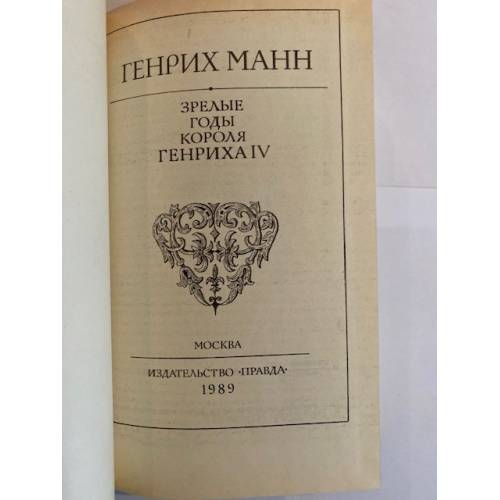 ГЕНРИХ МАНН
ЗРЕЛЫЕ
ГОДЫ
КОРОЛЯ
ГЕНРИХА IV
МОСКВА
ИЗДАТЕЛЬСТВО «ПРАВДА»
1989